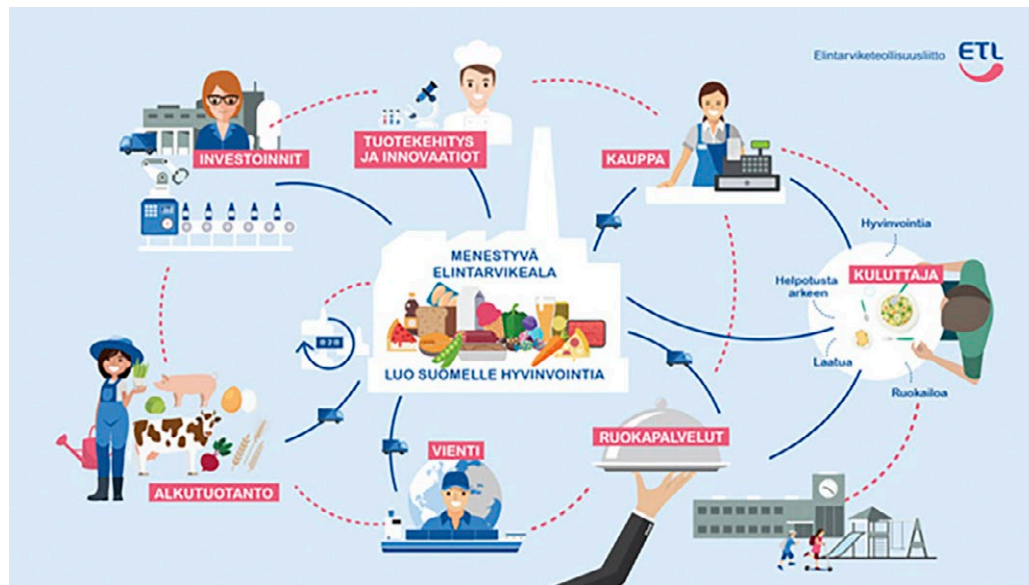 Elintarviketeollisuusliitto ETL
INVESTOINNIT
TUOTEKEHITYS
JA INNOVAATIOT
KAUPPA
MENESTYVÄ
ELINTARVIKEALA
LUO SUOMELLE HYVINVOINTIA
B 2 B
Hyvinvointia
KULUTTAJA
Helpotusta
arkeen
Laatua
Ruokailoa
ALKUTUOTANTO
VIENTI
RUOKAPALVELUT